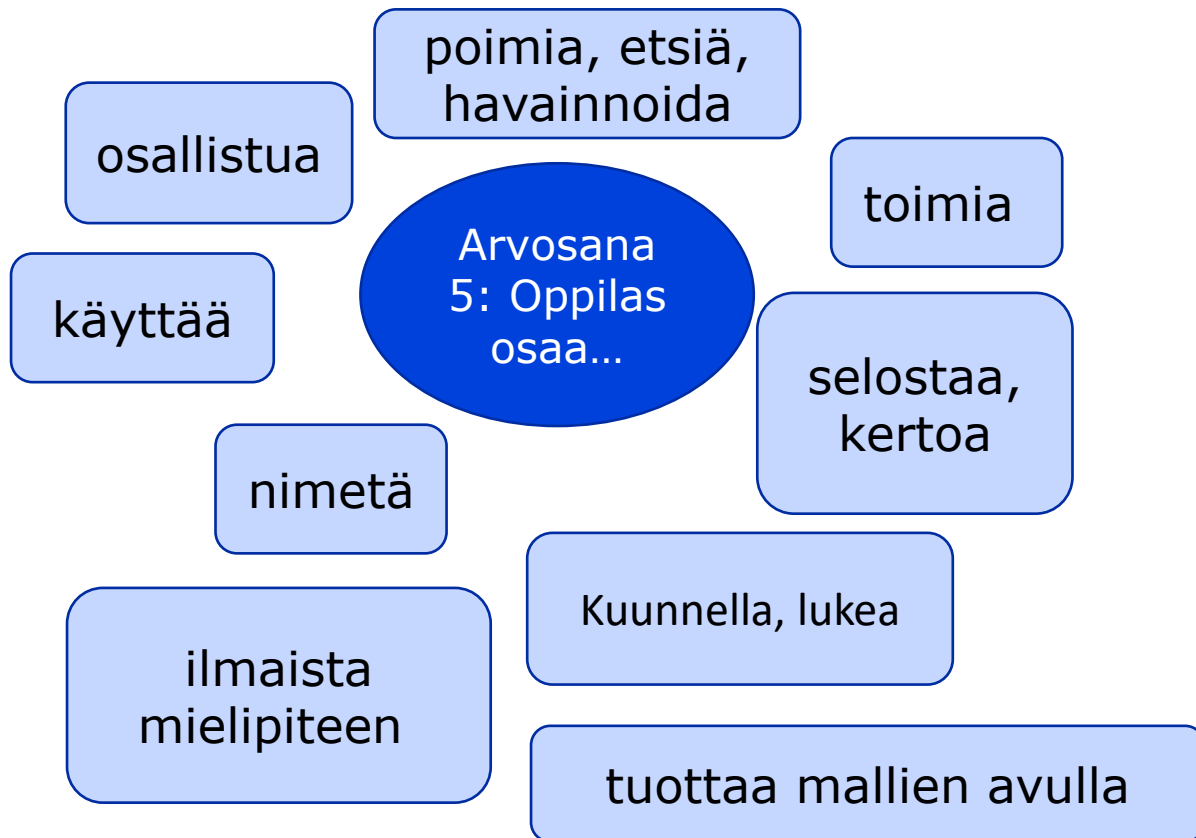 poimia, etsiä,
havainnoida
osallistua
toimia
Arvosana
5: Oppilas
osaa…
käyttää
selostaa,
kertoa
nimetä
Kuunnella, lukea
ilmaista
mielipiteen
tuottaa mallien avulla